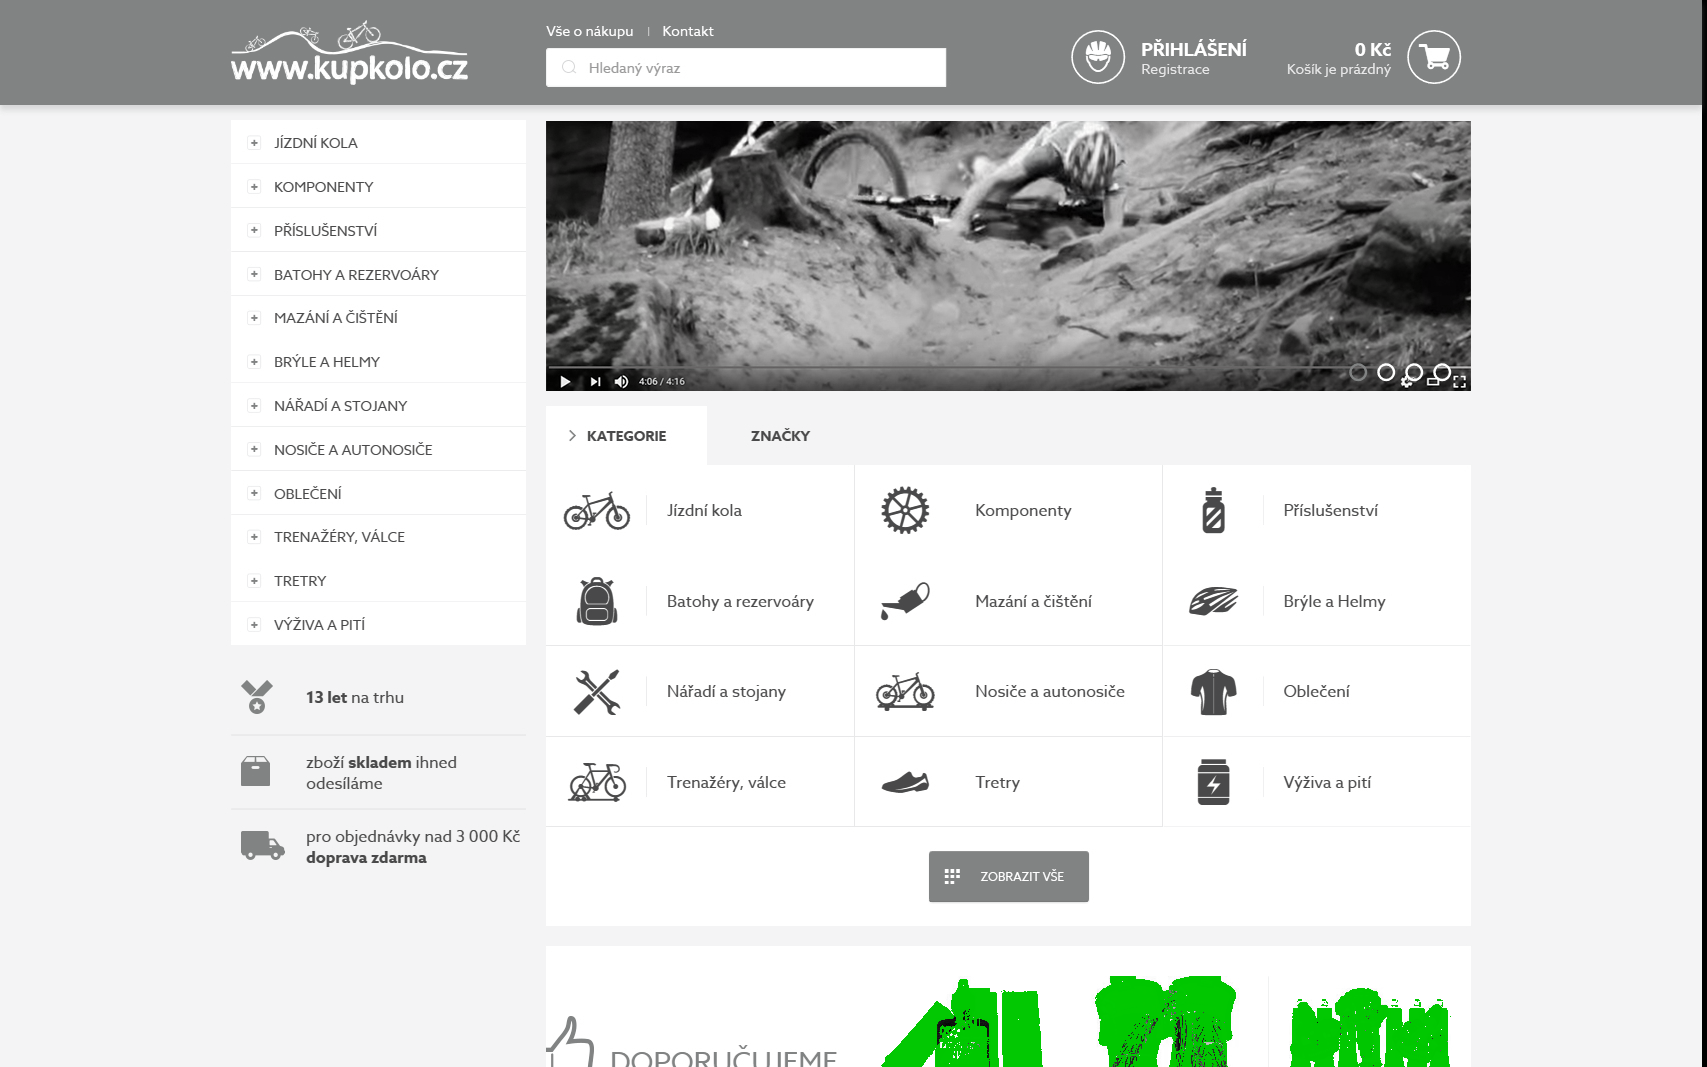 www.kupkolo.cz
Vše o nákupu
Kontakt
Hledaný výraz
PŘIHLÁŠENÍ
Registrace
0 Kč
Košík je prázdný
JÍZDNÍ KOLA
KOMPONENTY
PŘÍSLUŠENSTVÍ
BATOHY A REZERVOÁRY
MAZÁNÍ A ČIŠTĚNÍ
BRÝLE A HELMY
NÁŘADÍ A STOJANY
NOSIČE A AUTONOSIČE
OBLEČENÍ
TRENAŽÉRY, VÁLCE
TRETRY
VÝŽIVA A PITÍ
13 let na trhu
zboží skladem ihned
odesíláme
pro objednávky nad 3 000 Kč
doprava zdarma
4:06 / 4:16
KATEGORIE
ZNAČKY
Jízdní kola
Komponenty
Příslušenství
Batohy a rezervoáry
Mazání a čištění
Brýle a Helmy
Nářadí a stojany
Nosiče a autonosiče
Oblečení
Trenažéry, válce
Tretry
Výživa a pití
ZOBRAZIT VŠE
DOPORUČUJEME